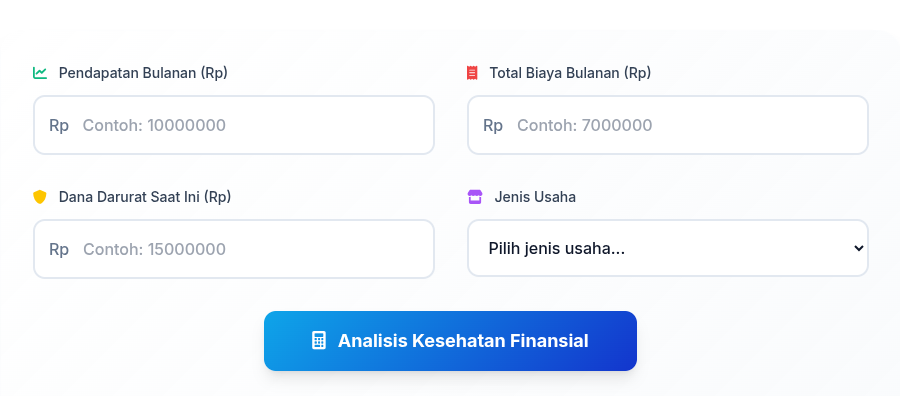 Pendapatan Bulanan (Rp)
Total Biaya Bulanan (Rp)
Rp Contoh: 10000000
Rp Contoh: 7000000
Dana Darurat Saat Ini (Rp)
Jenis Usaha
Rp Contoh: 15000000
Pilih jenis usaha...
Analisis Kesehatan Finansial